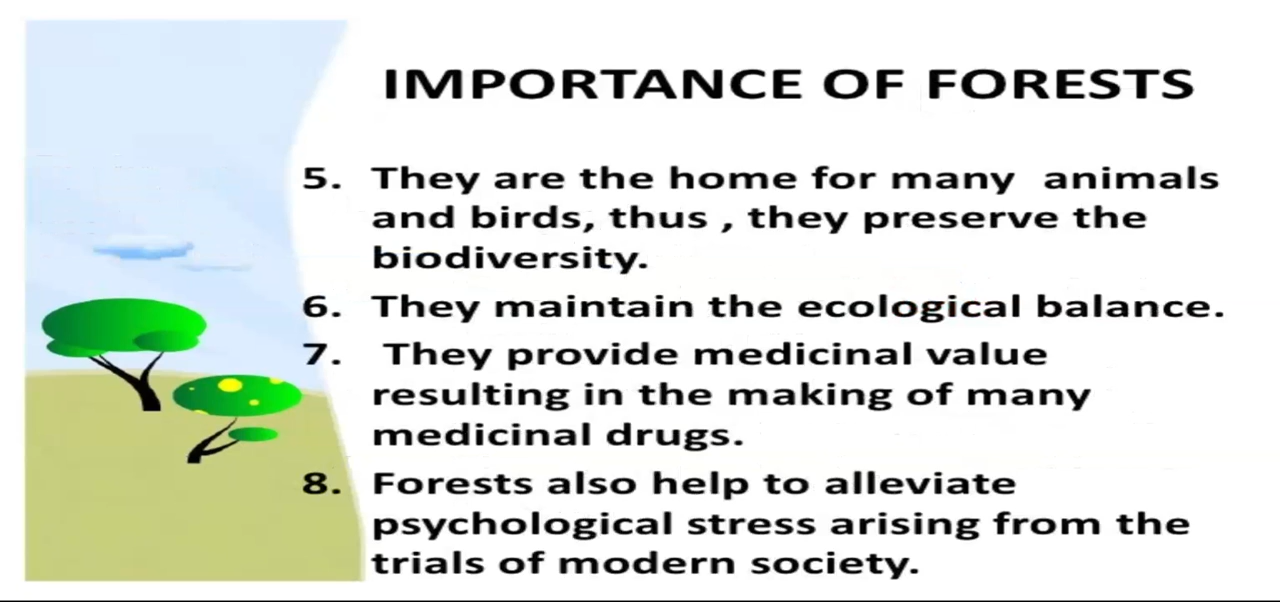 IMPORTANCE OF FORESTS
5. They are the home for many animals
and birds, thus , they preserve the
biodiversity.
6. They maintain the ecological balance.
7. They provide medicinal value
resulting in the making of many
medicinal drugs.
8. Forests also help to alleviate
psychological stress arising from the
trials of modern society.